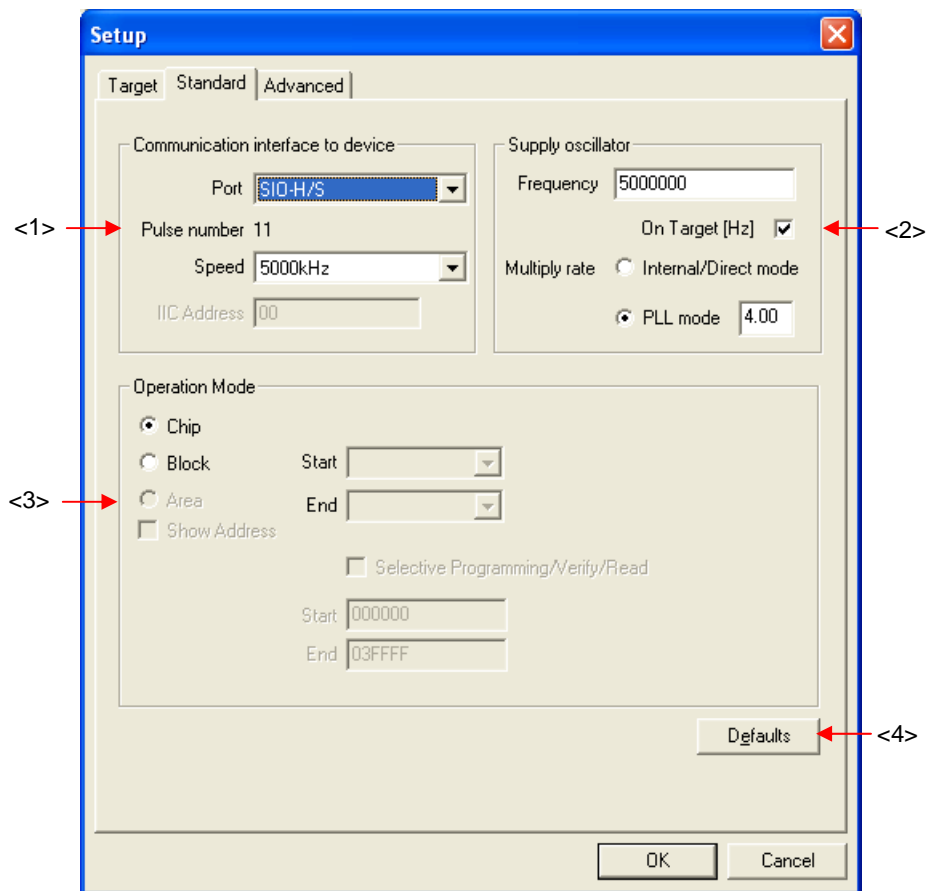 Setup
Target Standard Advanced
Communication interface to device
Port SIO-H/S
<1>
Pulse number 11
Speed 5000kHz
IIC Address 00
Supply oscillator
Frequency 5000000
On Target [Hz]
<2>
Multiply rate Internal/Direct mode
PLL mode 4.00
Operation Mode
Chip
Block Start
<3>
Area End
Show Address
Selective Programming/Verify/Read
Start 000000
End 03FFFF
Defaults <4>
OK Cancel